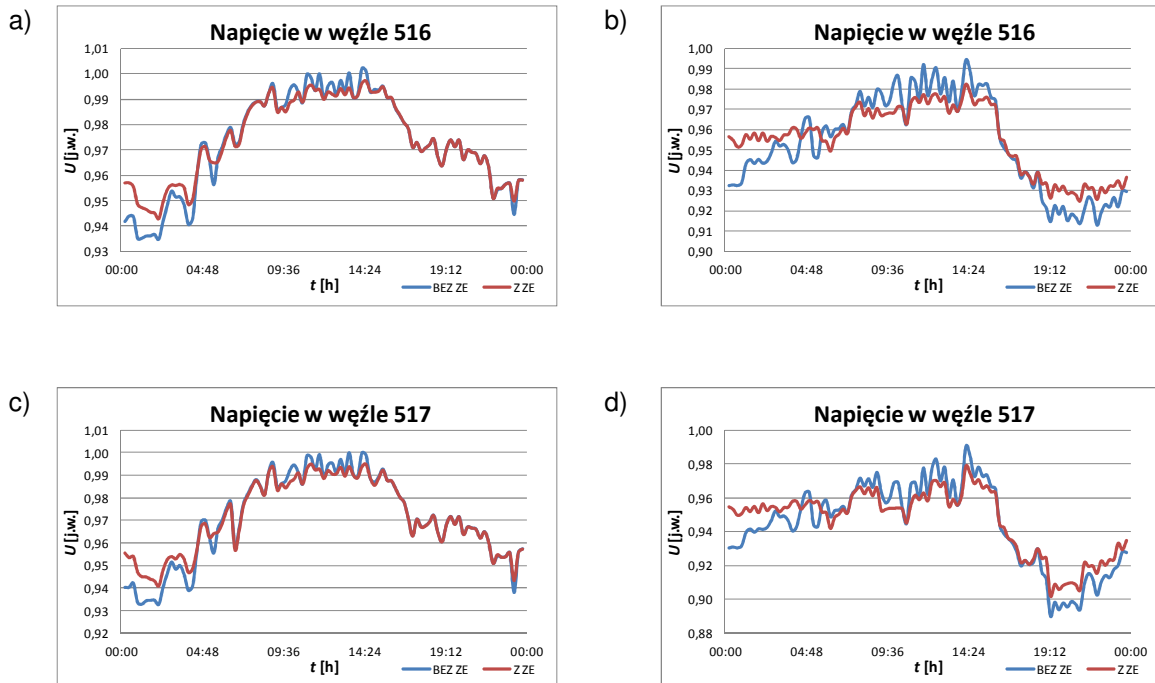 a)
Napięcie w węźle 516
1,01
1,00
0,99
0,98
0,97
0,96
0,95
0,94
0,93
U [j.w.]
00:00 04:48 09:36 14:24 19:12 00:00
t [h]
BEZ ZE Z ZE
b)
Napięcie w węźle 516
1,00
0,99
0,98
0,97
0,96
0,95
0,94
0,93
0,92
0,91
0,90
U [j.w.]
00:00 04:48 09:36 14:24 19:12 00:00
t [h]
BEZ ZE Z ZE
c)
Napięcie w węźle 517
1,01
1,00
0,99
0,98
0,97
0,96
0,95
0,94
0,93
0,92
U [j.w.]
00:00 04:48 09:36 14:24 19:12 00:00
t [h]
BEZ ZE Z ZE
d)
Napięcie w węźle 517
1,00
0,98
0,96
0,94
0,92
0,90
0,88
U [j.w.]
00:00 04:48 09:36 14:24 19:12 00:00
t [h]
BEZ ZE Z ZE